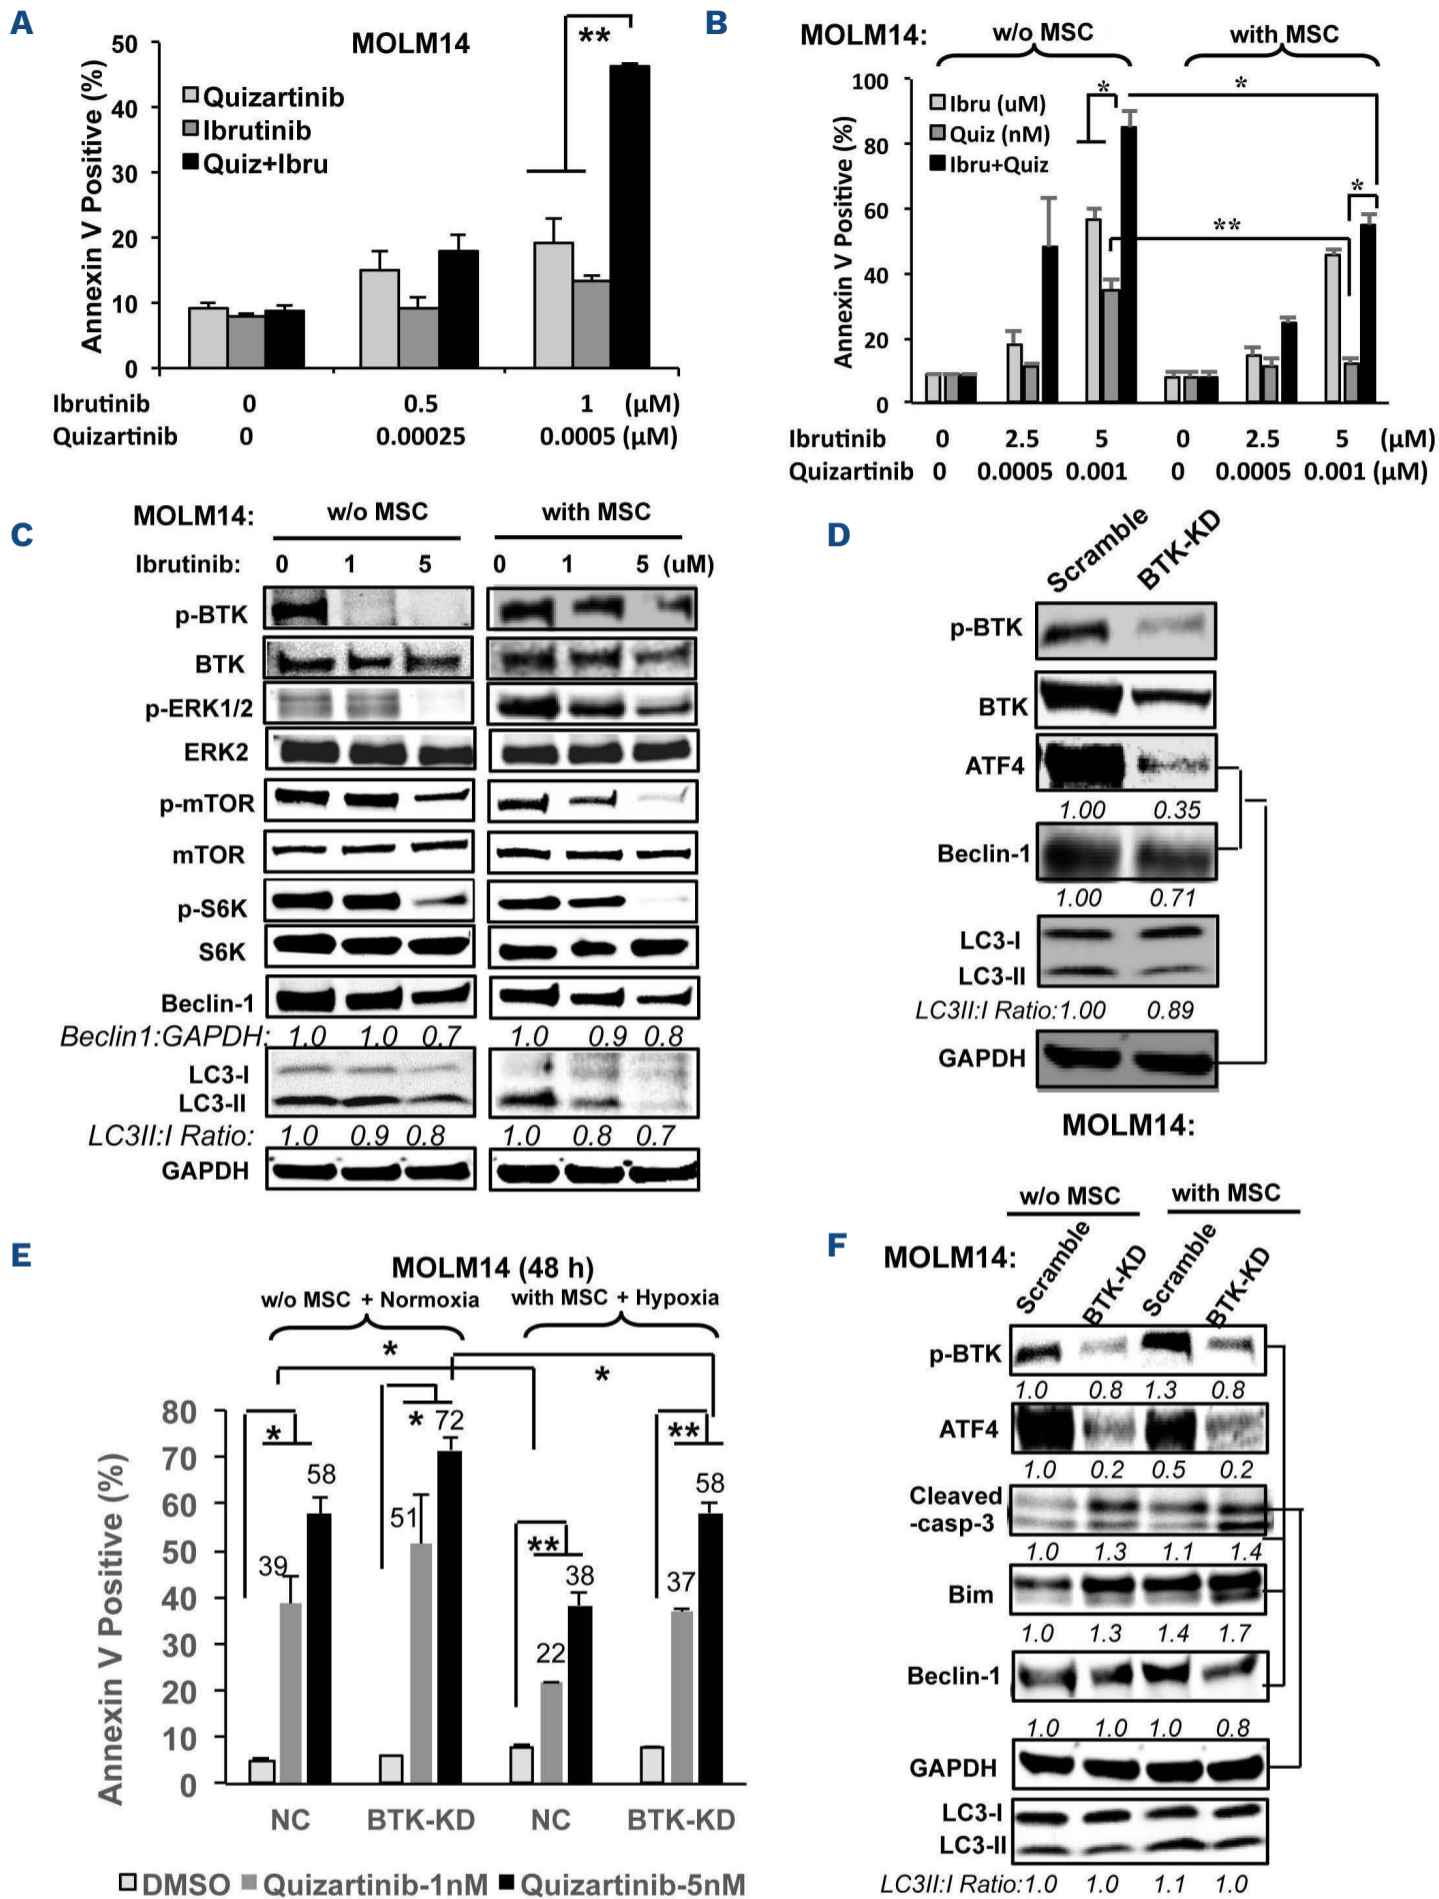 A
MOLM14
**
Annexin V Positive (%)
50
40
30
20
10
0
Quizartinib
Ibrutinib
Quiz+Ibru
Ibrutinib 0 0.5 1 (µM)
Quizartinib 0 0.00025 0.0005 (µM)
B
MOLM14: w/o MSC with MSC
Annexin V Positive (%)
100
80
60
40
20
0
Ibru (uM)
Quiz (nM)
Ibru+Quiz
* *
*
**
Ibrutinib 0 2.5 5 0 2.5 5 (µM)
Quizartinib 0 0.0005 0.001 0 0.0005 0.001 (µM)
C
MOLM14: w/o MSC with MSC
Ibrutinib: 0 1 5 0 1 5 (uM)
p-BTK
BTK
p-ERK1/2
ERK2
p-mTOR
mTOR
p-S6K
S6K
Beclin-1
Beclin1:GAPDH: 1.0 1.0 0.7 1.0 0.9 0.8
LC3-I
LC3-II
LC3II:I Ratio: 1.0 0.9 0.8 1.0 0.8 0.7
GAPDH
D
Scramble BTK-KD
p-BTK
BTK
ATF4
1.00 0.35
Beclin-1
1.00 0.71
LC3-I
LC3-II
LC3II:I Ratio:1.00 0.89
GAPDH
MOLM14:
E
MOLM14 (48 h)
w/o MSC + Normoxia with MSC + Hypoxia
*
*
Annexin V Positive (%)
80
70
60
50
40
30
20
10
0
* * ** **
39 58 51 72 22 38 37 58
NC BTK-KD NC BTK-KD
DMSO Quizartinib-1nM Quizartinib-5nM
F
w/o MSC with MSC
MOLM14: Scramble BTK-KD Scramble BTK-KD
p-BTK
1.0 0.8 1.3 0.8
ATF4
1.0 0.2 0.5 0.2
Cleaved
-casp-3
1.0 1.3 1.1 1.4
Bim
1.0 1.3 1.4 1.7
Beclin-1
1.0 1.0 1.0 0.8
GAPDH
LC3-I
LC3-II
LC3II:I Ratio:1.0 1.0 1.1 1.0